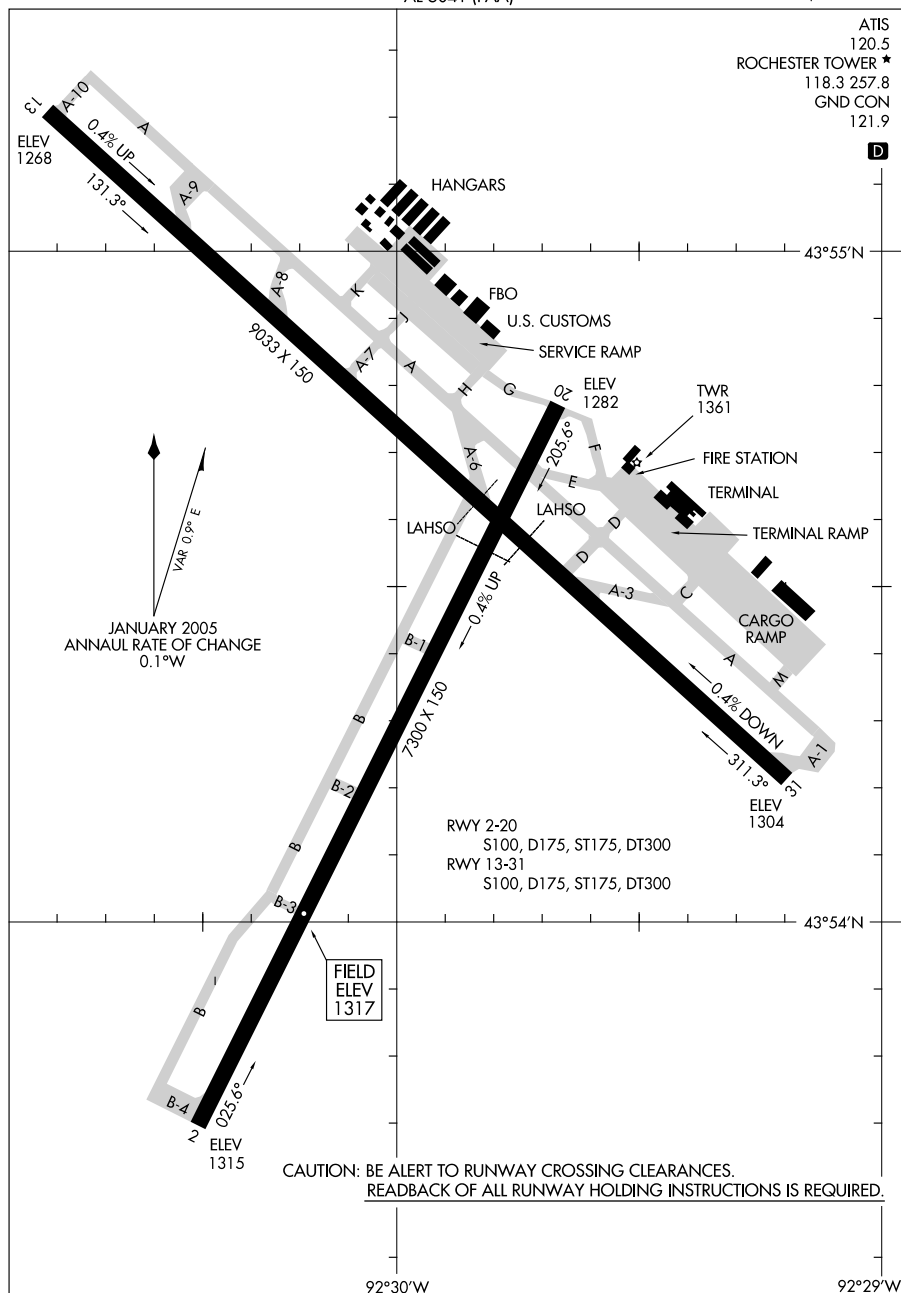 ATIS
120.5
ROCHESTER TOWER ★
118.3 257.8
GND CON
121.9
D
13
A-10
A
ELEV
1268
0.4% UP
131.3°
A-9
HANGARS
43°55'N
A-8
K
FBO
J
U.S. CUSTOMS
9033 X 150
A-7
A
SERVICE RAMP
H
G
20
ELEV
1282
TWR
1361
205.6°
F
FIRE STATION
A-6
E
TERMINAL
LAHSO
LAHSO
D
TERMINAL RAMP
VAR 0.9° E
D
A-3
C
0.4% UP
CARGO
RAMP
JANUARY 2005
ANNAUL RATE OF CHANGE
0.1°W
B-1
A
M
0.4% DOWN
7300 X 150
B
311.3°
A-1
31
ELEV
1304
B-2
RWY 2-20
S100, D175, ST175, DT300
RWY 13-31
S100, D175, ST175, DT300
B
B-3
43°54'N
FIELD
ELEV
1317
B
B-4
025.6°
2
ELEV
1315
CAUTION: BE ALERT TO RUNWAY CROSSING CLEARANCES.
READBACK OF ALL RUNWAY HOLDING INSTRUCTIONS IS REQUIRED.
92°30'W
92°29'W